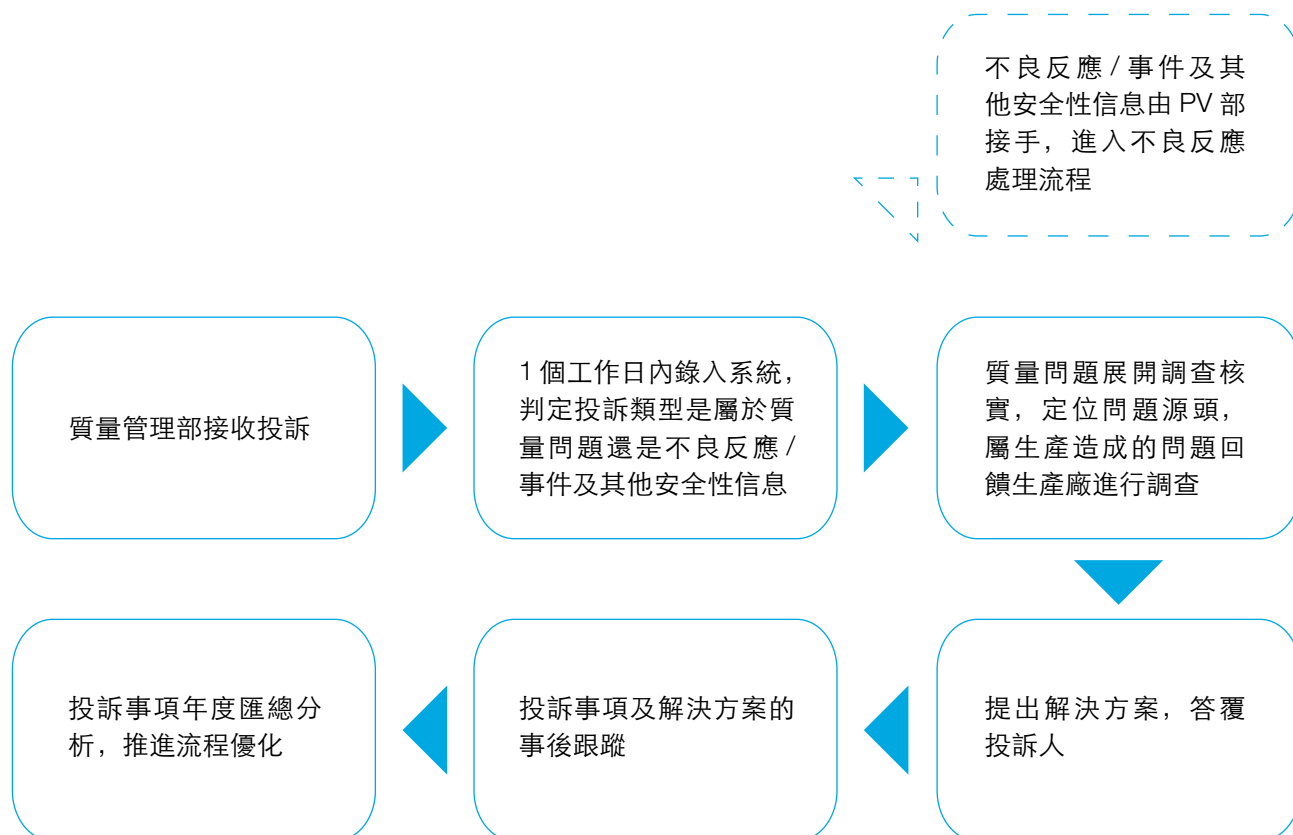 不良反應 / 事件及其
他安全性信息由 PV 部
接手，進入不良反應
處理流程
質量管理部接收投訴
1 個工作日內錄入系統，
判定投訴類型是屬於質
量問題還是不良反應 /
事件及其他安全性信息
質量問題展開調查核
實，定位問題源頭，
屬生產造成的問題回
饋生產廠進行調查
提出解決方案，答覆
投訴人
投訴事項及解決方案的
事後跟蹤
投訴事項年度匯總分
析，推進流程優化